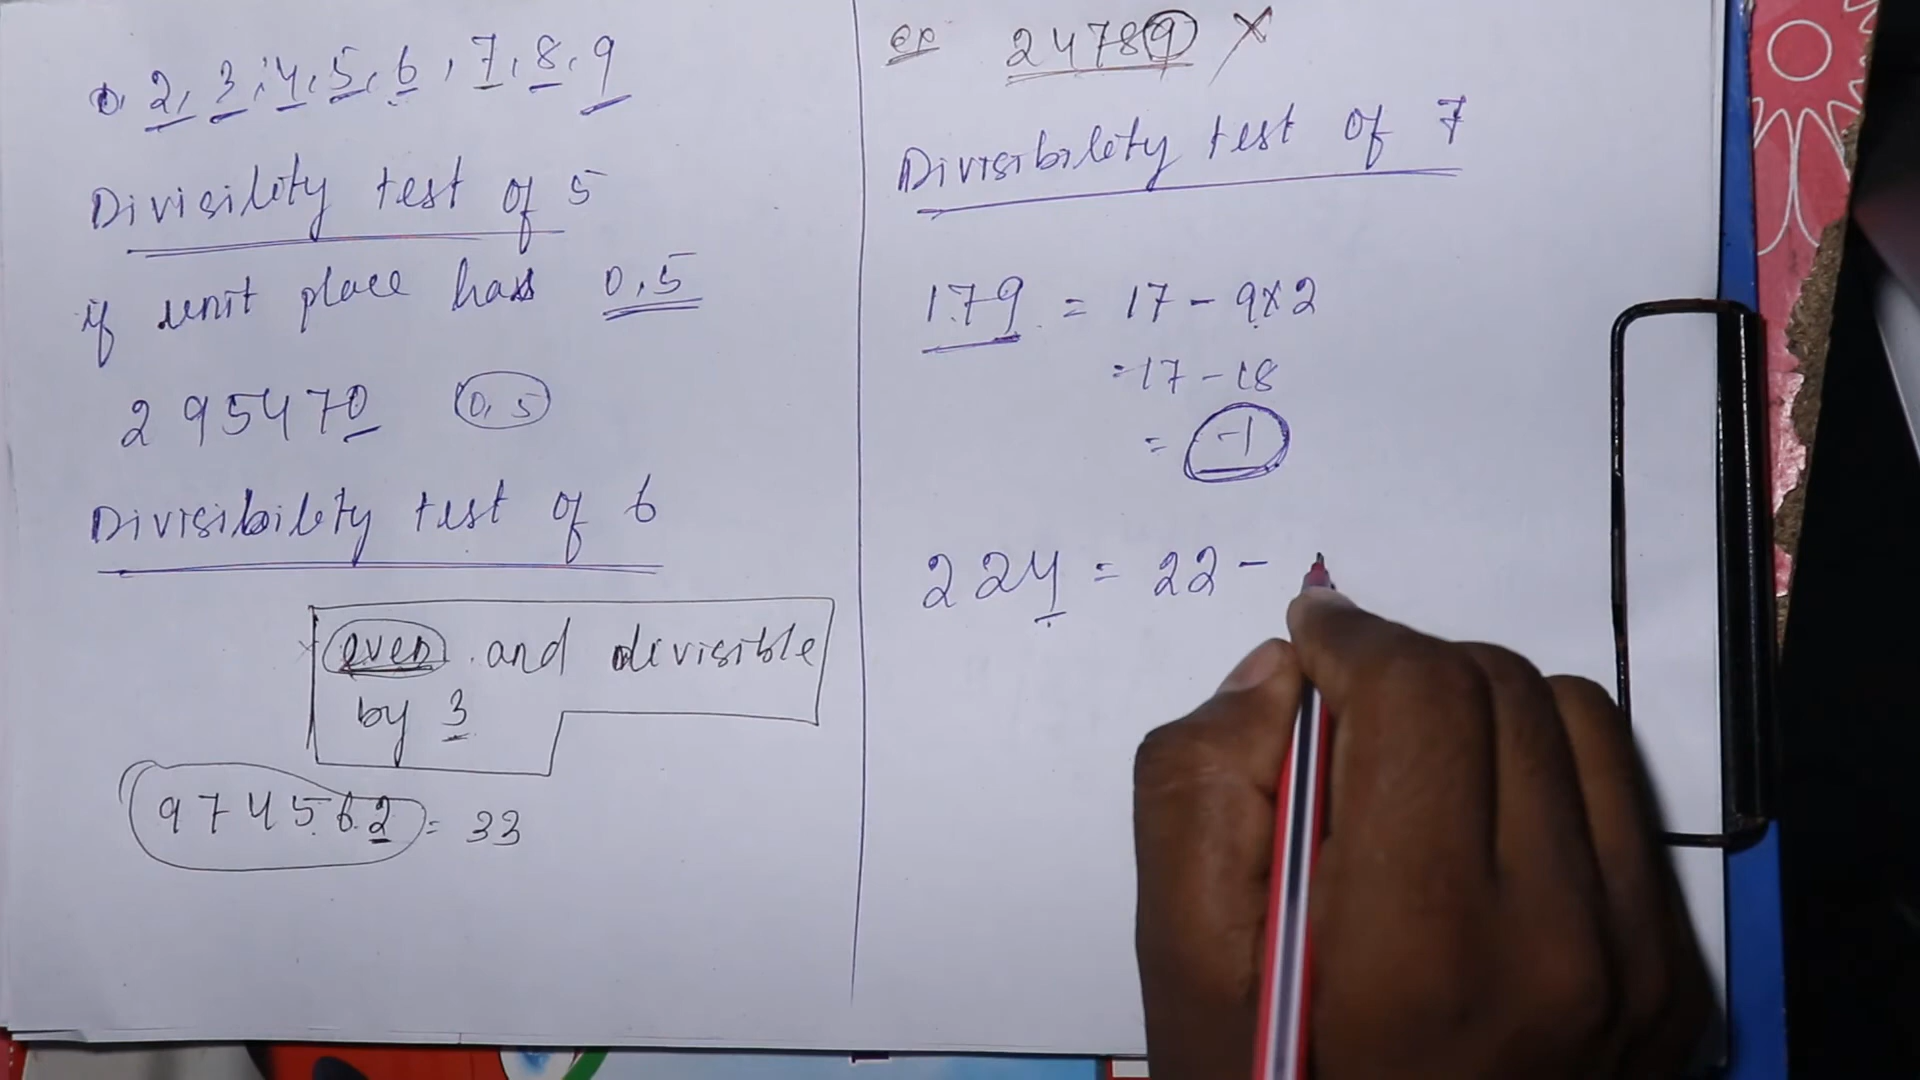 2, 3, 4, 5, 6, 7, 8, 9
Divisility test of 5
if unit place has 0,5
295470 0,5
Divisibility test of 6
even and divisible
by 3
974562 = 33
ex 24789 X
Divisibility test of 7
179 = 17 - 9x2
= 17 - 18
= -1
224 = 22 -